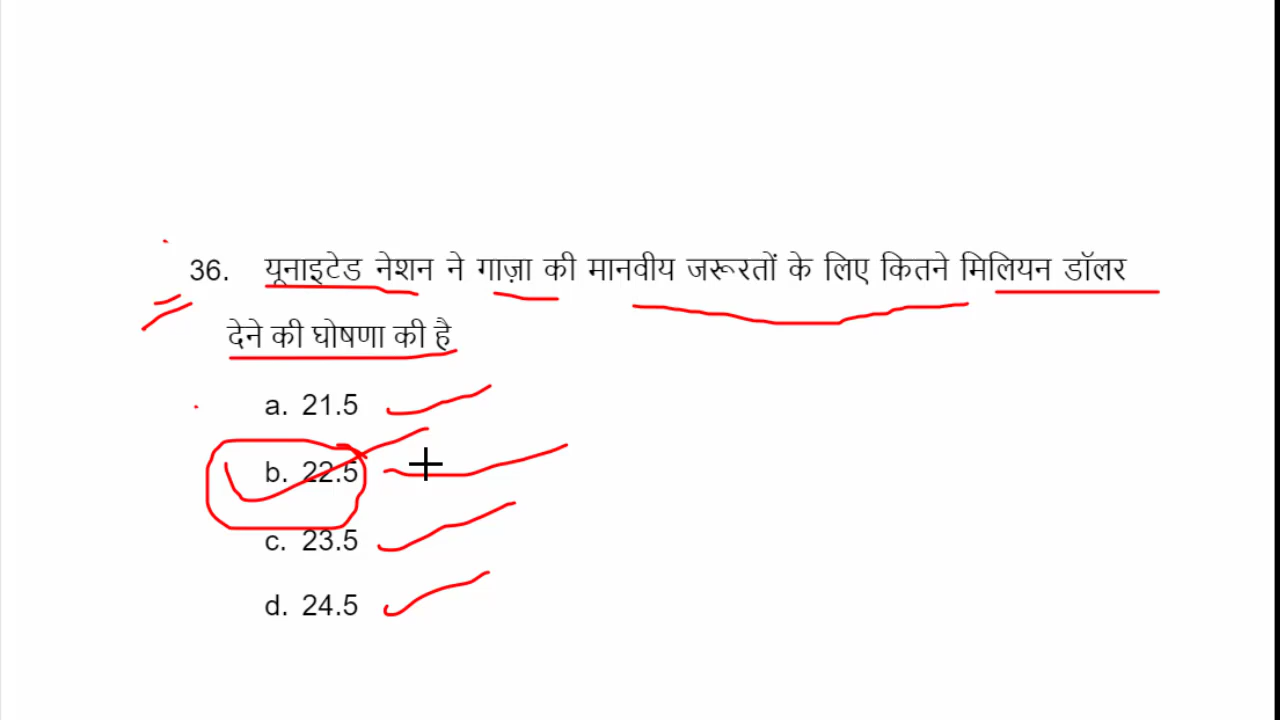 36. यूनाइटेड नेशन ने गाज़ा की मानवीय जरूरतों के लिए कितने मिलियन डॉलर
देने की घोषणा की है
a. 21.5
b. 22.5
c. 23.5
d. 24.5